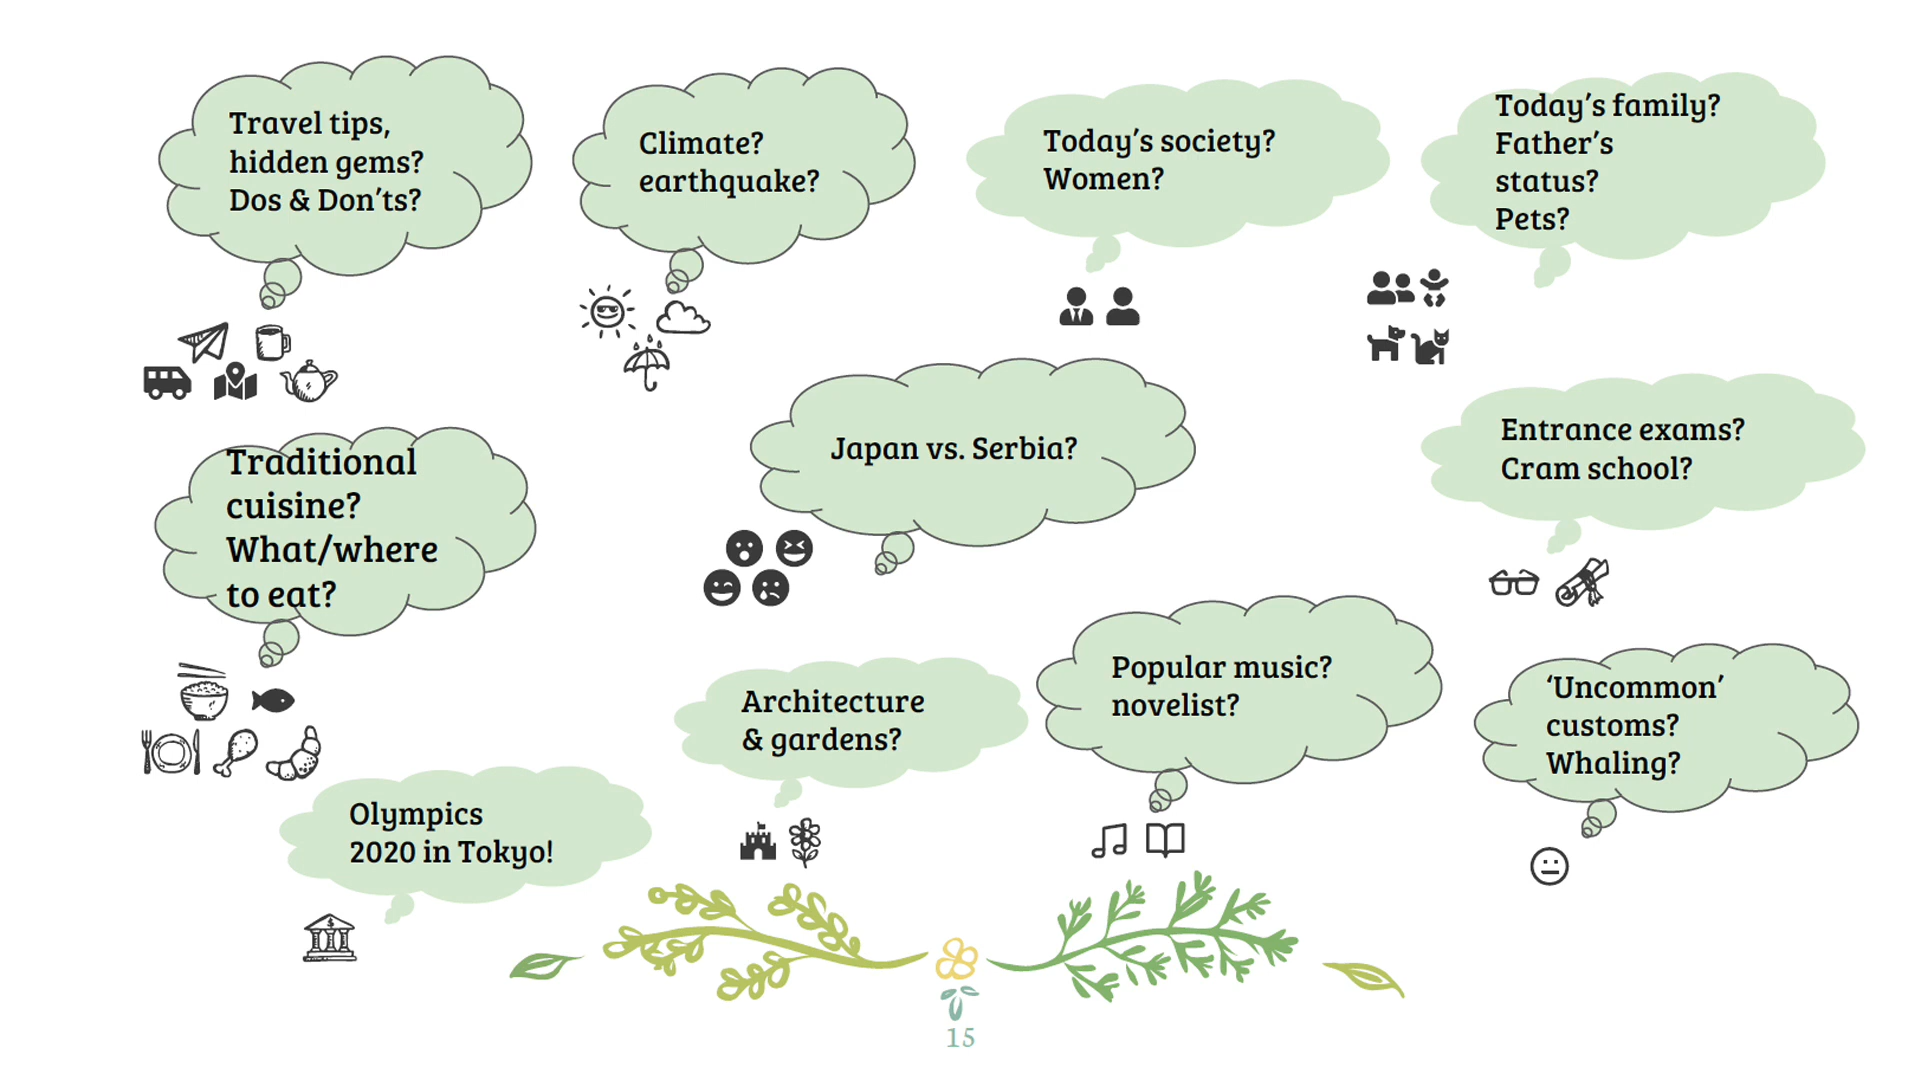 Travel tips,
hidden gems?
Dos & Don'ts?
Climate?
earthquake?
Today's society?
Women?
Today's family?
Father's
status?
Pets?
Traditional
cuisine?
What/where
to eat?
Japan vs. Serbia?
Entrance exams?
Cram school?
Olympics
2020 in Tokyo!
Architecture
& gardens?
Popular music?
novelist?
'Uncommon'
customs?
Whaling?
$
15